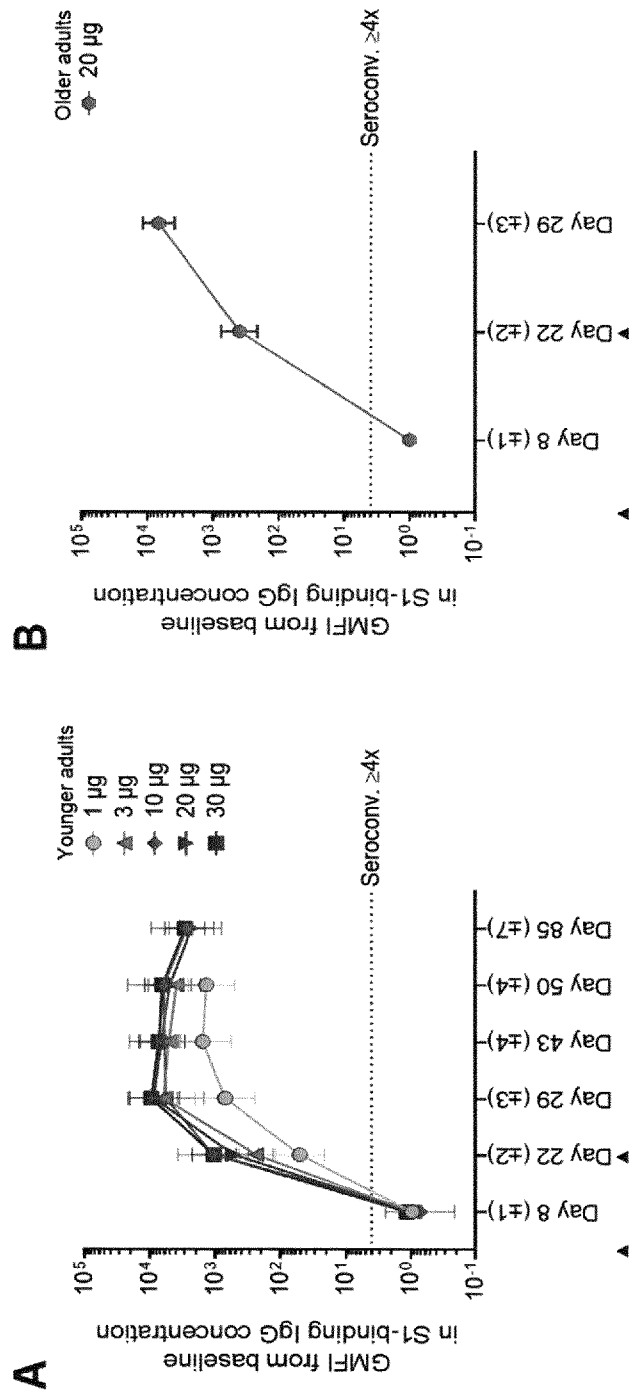 A
GMFI from baseline
in S1-binding IgG concentration
10⁵
10⁴
10³
10²
10¹
10⁰
10⁻¹
Younger adults
1 µg
3 µg
10 µg
20 µg
30 µg
Seroconv. ≥4x
Day 8 (±1)
Day 22 (±2)
Day 29 (±3)
Day 43 (±4)
Day 50 (±4)
Day 85 (±7)
B
GMFI from baseline
in S1-binding IgG concentration
10⁵
10⁴
10³
10²
10¹
10⁰
10⁻¹
Older adults
20 µg
Seroconv. ≥4x
Day 8 (±1)
Day 22 (±2)
Day 29 (±3)